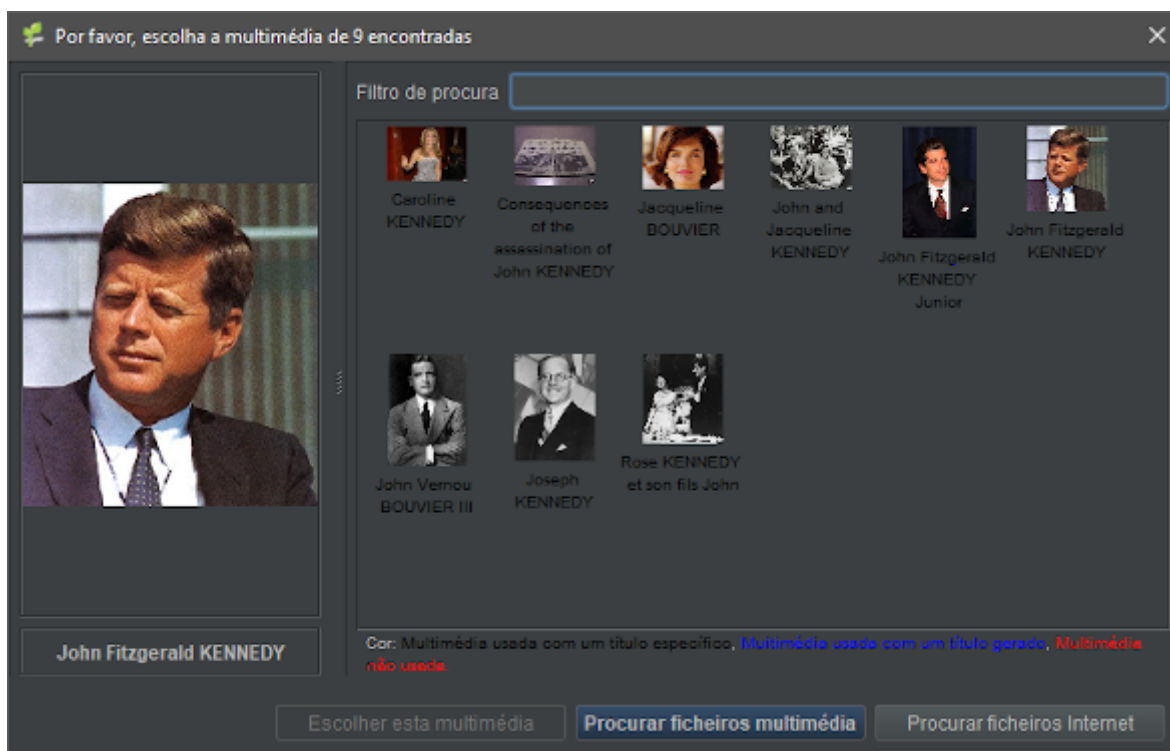 Por favor, escolha a multimédia de 9 encontradas
Filtro de procura
Caroline
KENNEDY
Consequences
of the
assassination of
John KENNEDY
Jacqueline
BOUVIER
John and
Jacqueline
KENNEDY
John Fitzgerald
KENNEDY
Junior
John Fitzgerald
KENNEDY
John Vernou
BOUVIER III
Joseph
KENNEDY
Rose KENNEDY
et son fils John
John Fitzgerald KENNEDY
Cor: Multimédia usada com um título específico, Multimédia usada com um título gerado, Multimédia
não usada.
Escolher esta multimédia
Procurar ficheiros multimédia
Procurar ficheiros Internet